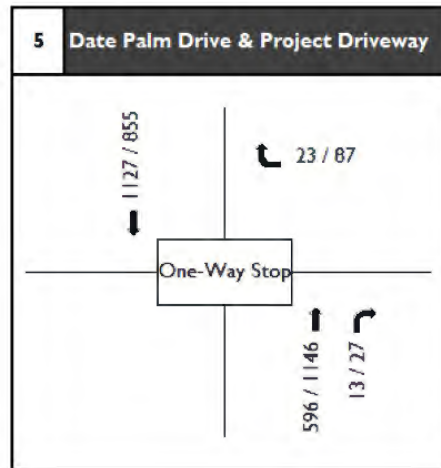 5 Date Palm Drive & Project Driveway
1127 / 855
23 / 87
One-Way Stop
596 / 1146
13 / 27